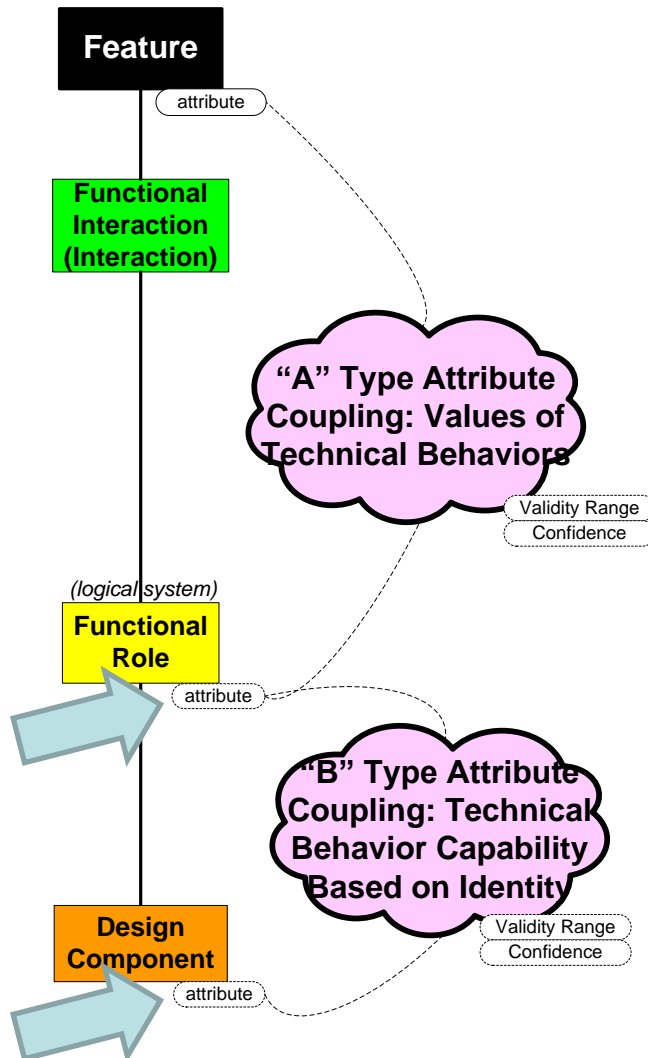 Feature
attribute
Functional
Interaction
(Interaction)
“A” Type Attribute
Coupling: Values of
Technical Behaviors
Validity Range
Confidence
(logical system)
Functional
Role
attribute
“B” Type Attribute
Coupling: Technical
Behavior Capability
Based on Identity
Design
Component
Validity Range
Confidence
attribute